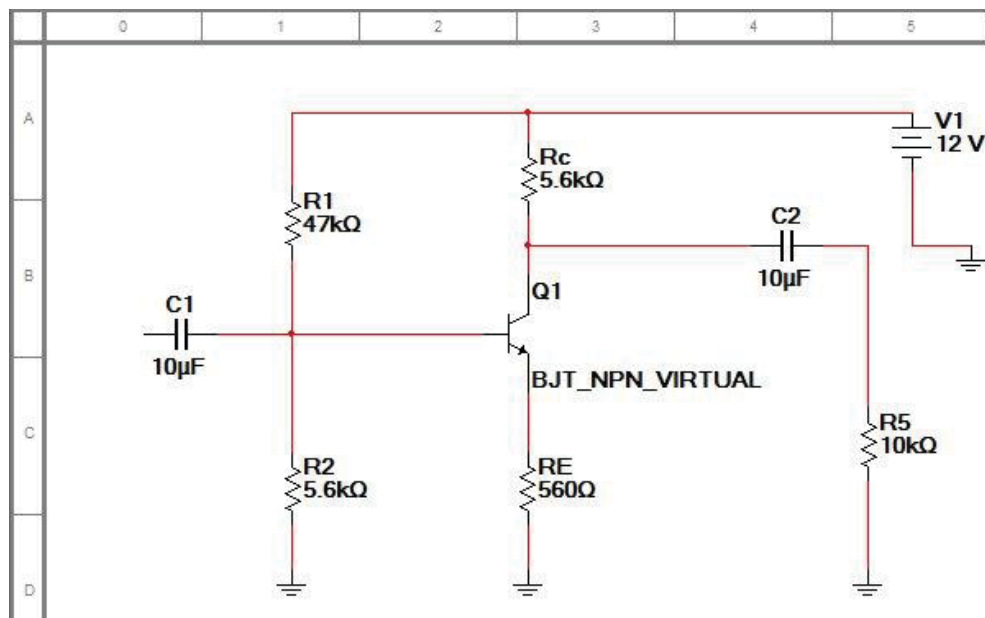 0 1 2 3 4 5
A
V1
12 V
Rc
5.6kΩ
R1
47kΩ
C2
10µF
B
Q1
C1
10µF
BJT_NPN_VIRTUAL
C
R5
10kΩ
R2
5.6kΩ
RE
560Ω
D